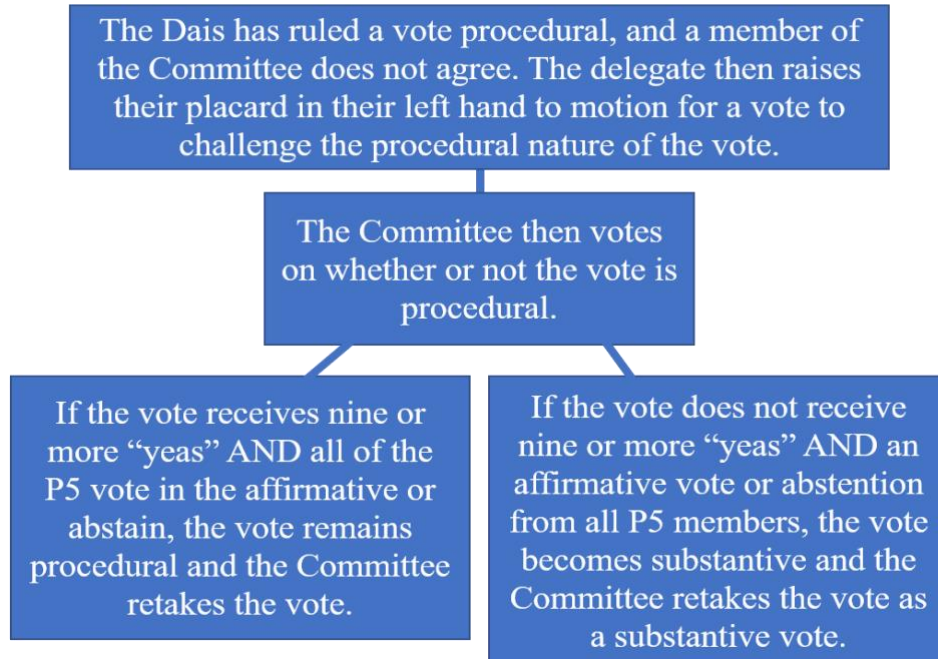 The Dais has ruled a vote procedural, and a member of
the Committee does not agree. The delegate then raises
their placard in their left hand to motion for a vote to
challenge the procedural nature of the vote.
The Committee then votes
on whether or not the vote is
procedural.
If the vote receives nine or
more “yeas” AND all of the
P5 vote in the affirmative or
abstain, the vote remains
procedural and the Committee
retakes the vote.
If the vote does not receive
nine or more “yeas” AND an
affirmative vote or abstention
from all P5 members, the vote
becomes substantive and the
Committee retakes the vote as
a substantive vote.